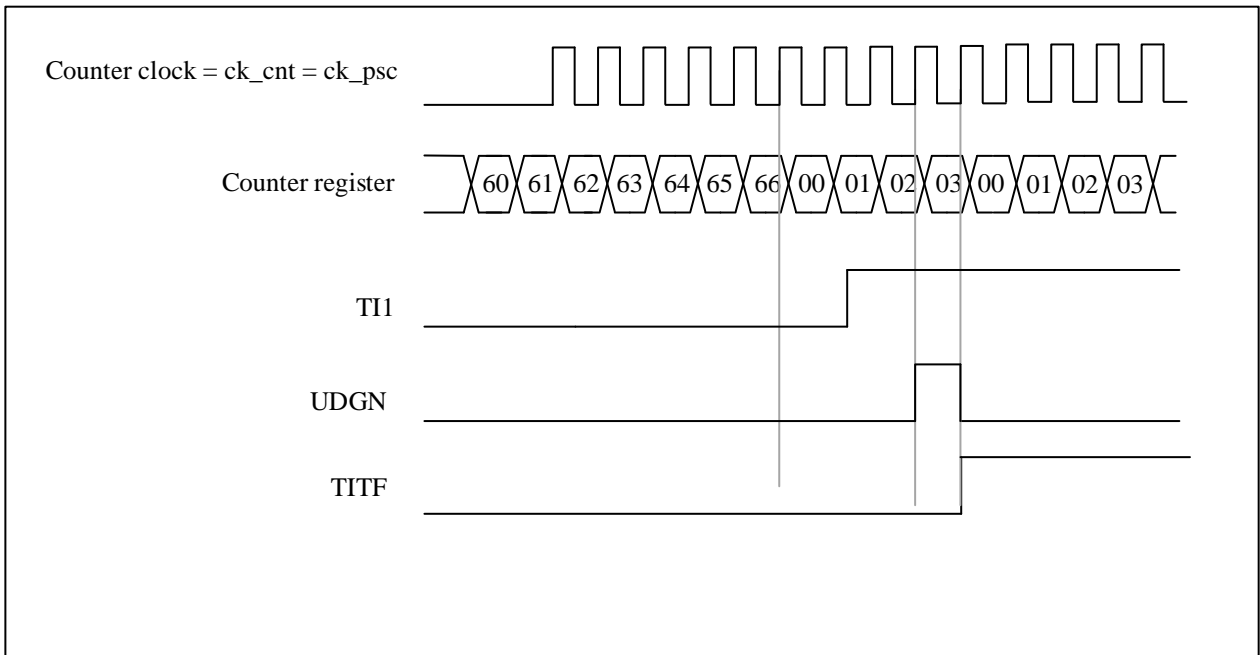 Counter clock = ck_cnt = ck_psc
Counter register 60 61 62 63 64 65 66 00 01 02 03 00 01 02 03
TI1
UDGN
TITF